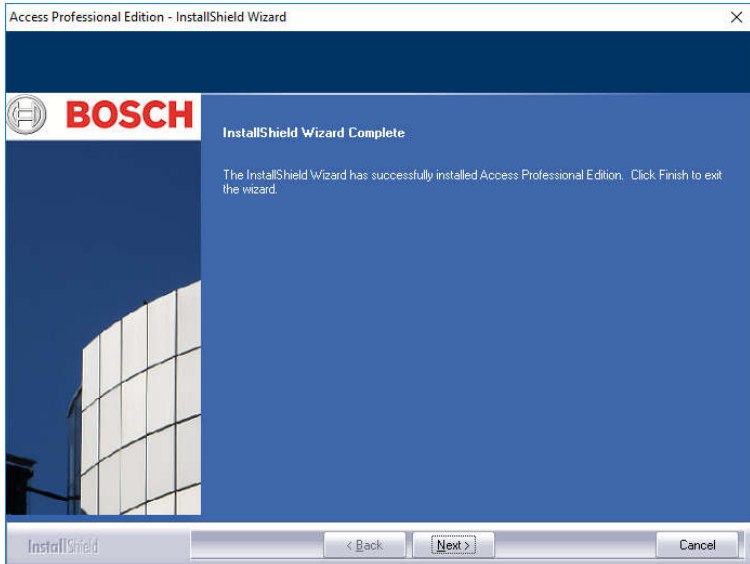 Access Professional Edition - InstallShield Wizard
BOSCH
InstallShield Wizard Complete
The InstallShield Wizard has successfully installed Access Professional Edition. Click Finish to exit
the wizard.
InstallShield
< Back
Next >
Cancel